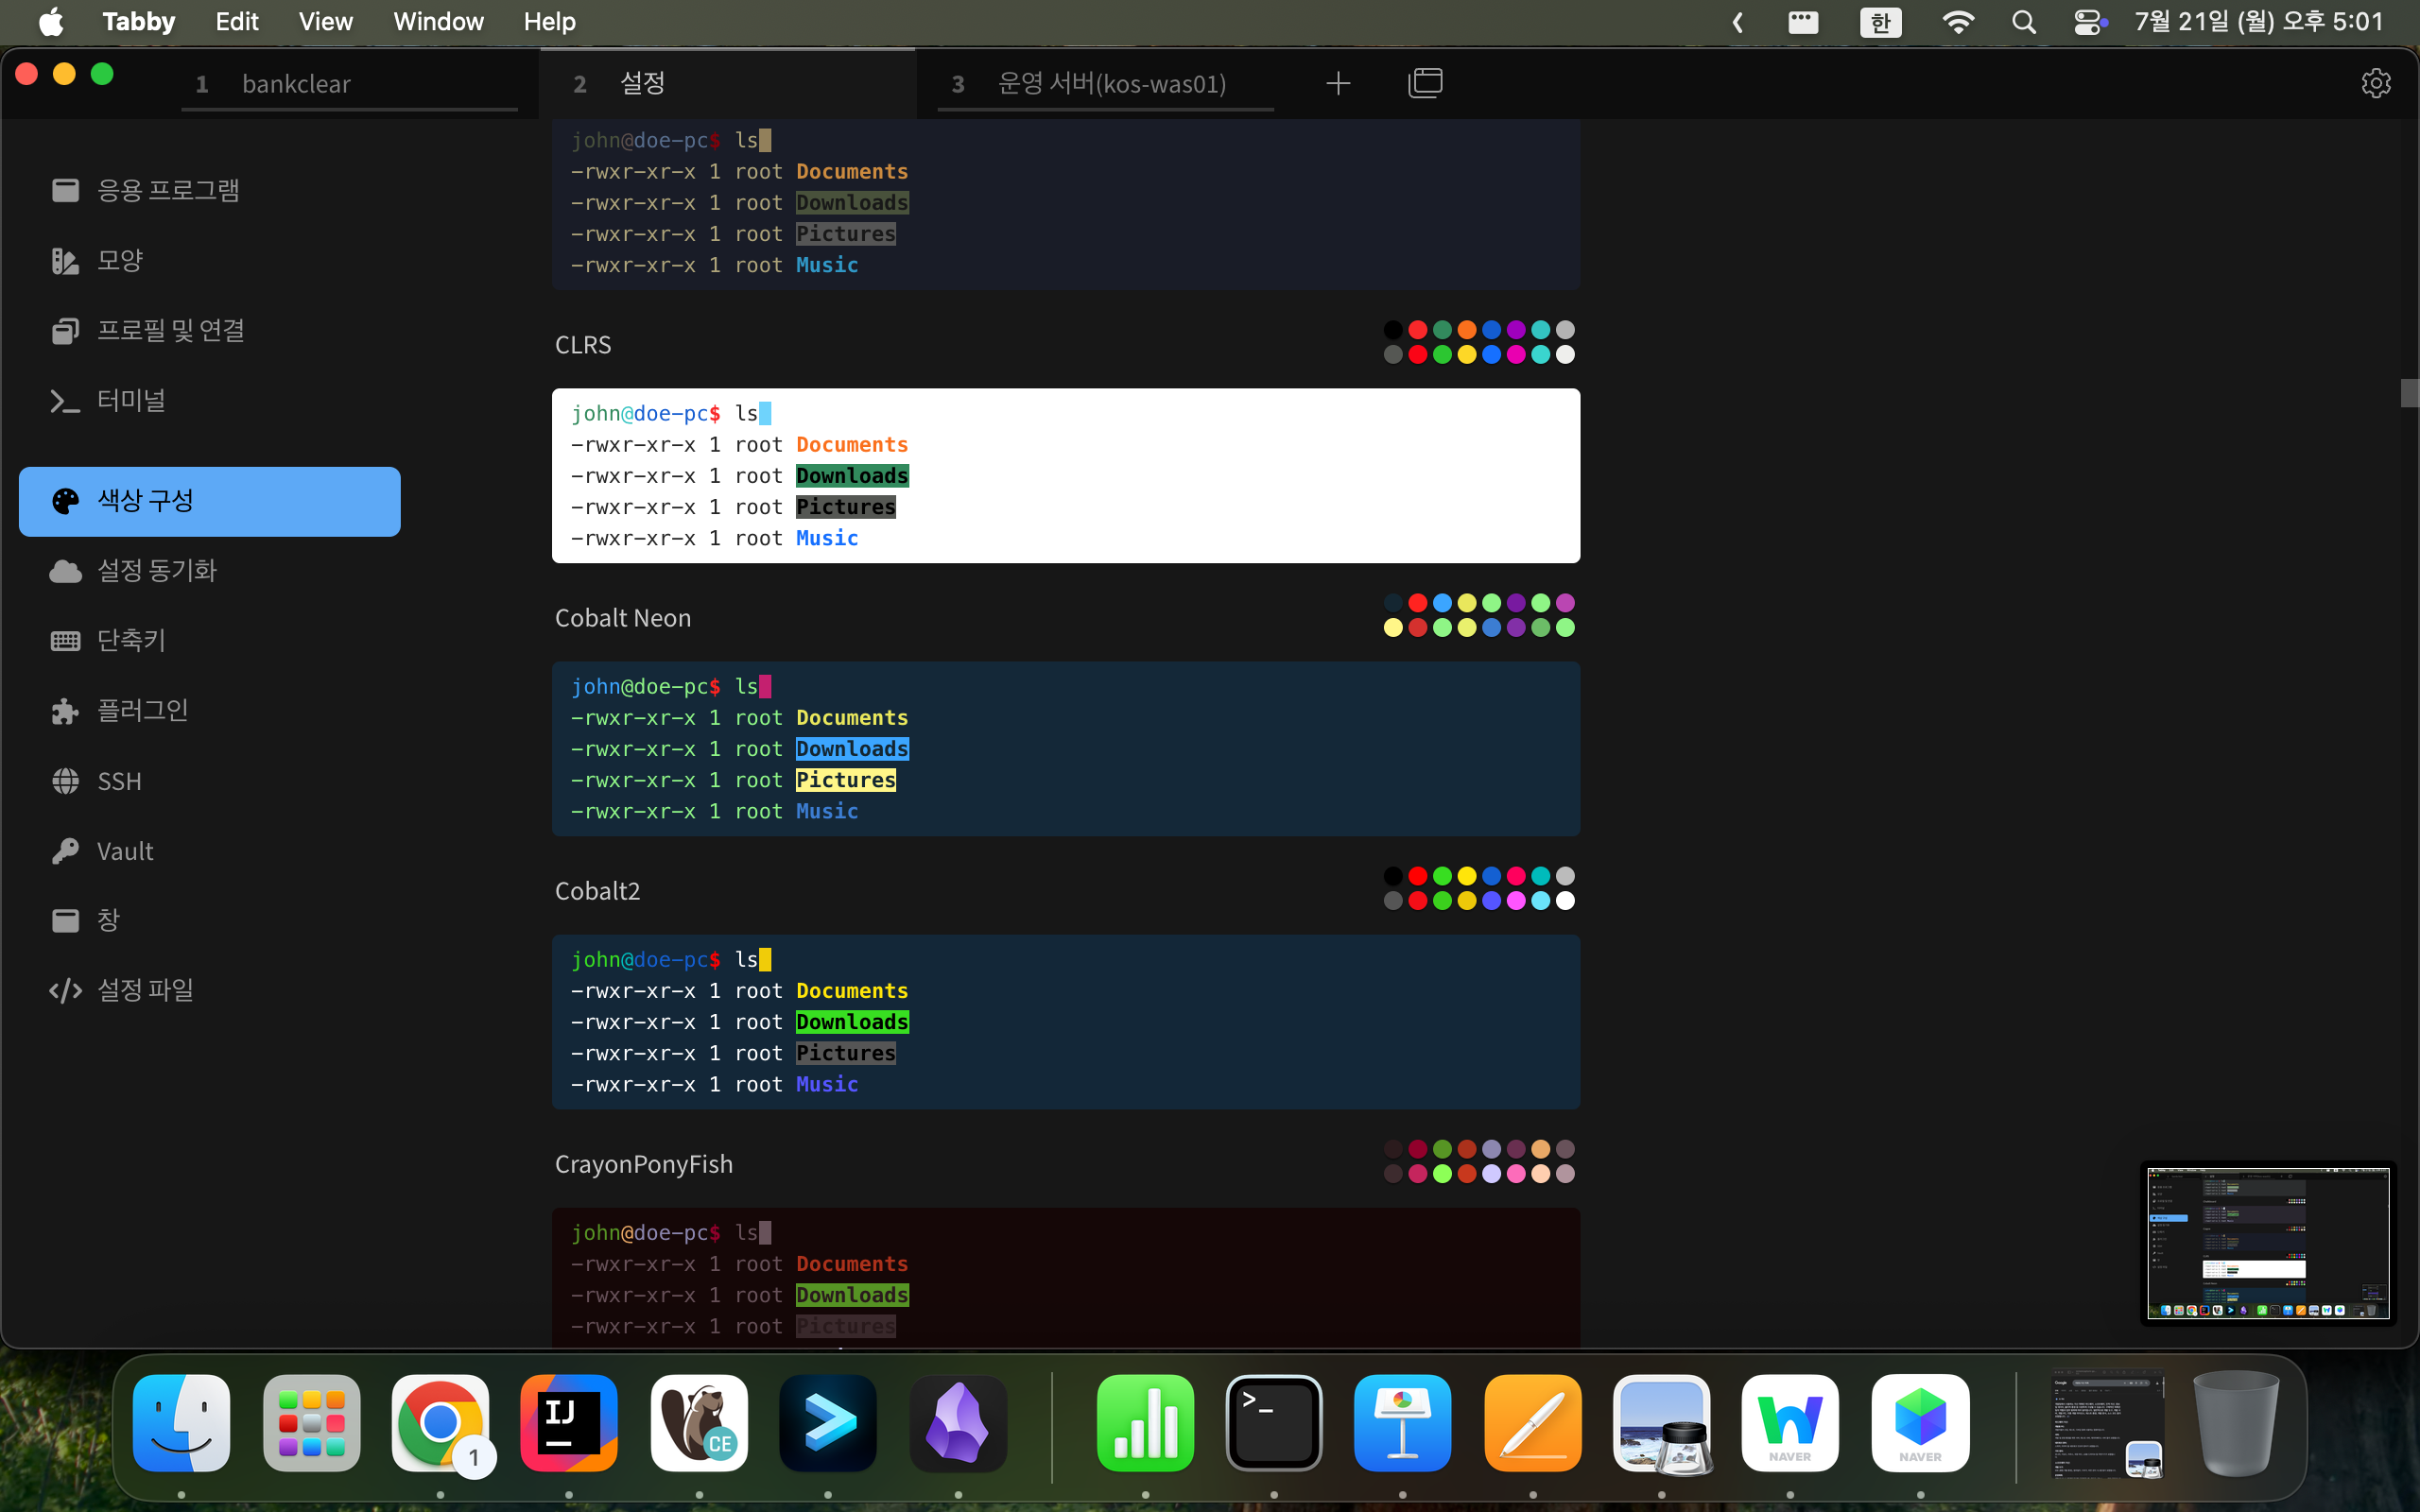 Tabby Edit View Window Help 한 7월 21일 (월) 오후 5:01
1 bankclear 2 설정 3 운영 서버(kos-was01)
응용 프로그램
모양
프로필 및 연결
터미널
색상 구성
설정 동기화
단축키
플러그인
SSH
Vault
창
설정 파일
john@doe-pc$ ls
-rwxr-xr-x 1 root Documents
-rwxr-xr-x 1 root Downloads
-rwxr-xr-x 1 root Pictures
-rwxr-xr-x 1 root Music
CLRS
john@doe-pc$ ls
-rwxr-xr-x 1 root Documents
-rwxr-xr-x 1 root Downloads
-rwxr-xr-x 1 root Pictures
-rwxr-xr-x 1 root Music
Cobalt Neon
john@doe-pc$ ls
-rwxr-xr-x 1 root Documents
-rwxr-xr-x 1 root Downloads
-rwxr-xr-x 1 root Pictures
-rwxr-xr-x 1 root Music
Cobalt2
john@doe-pc$ ls
-rwxr-xr-x 1 root Documents
-rwxr-xr-x 1 root Downloads
-rwxr-xr-x 1 root Pictures
-rwxr-xr-x 1 root Music
CrayonPonyFish
john@doe-pc$ ls
-rwxr-xr-x 1 root Documents
-rwxr-xr-x 1 root Downloads
-rwxr-xr-x 1 root Pictures
1 IJ CE >_ NAVER NAVER